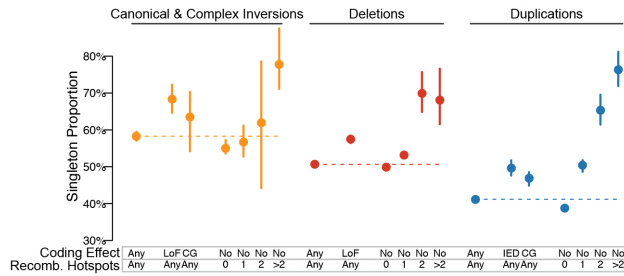 Canonical & Complex Inversions Deletions Duplications
Singleton Proportion
80%
70%
60%
50%
40%
30%
Coding Effect Any LoF CG No No No No Any LoF No No No No Any IED CG No No No No
Recomb. Hotspots Any Any Any 0 1 2 >2 Any Any 0 1 2 >2 Any Any Any 0 1 2 >2